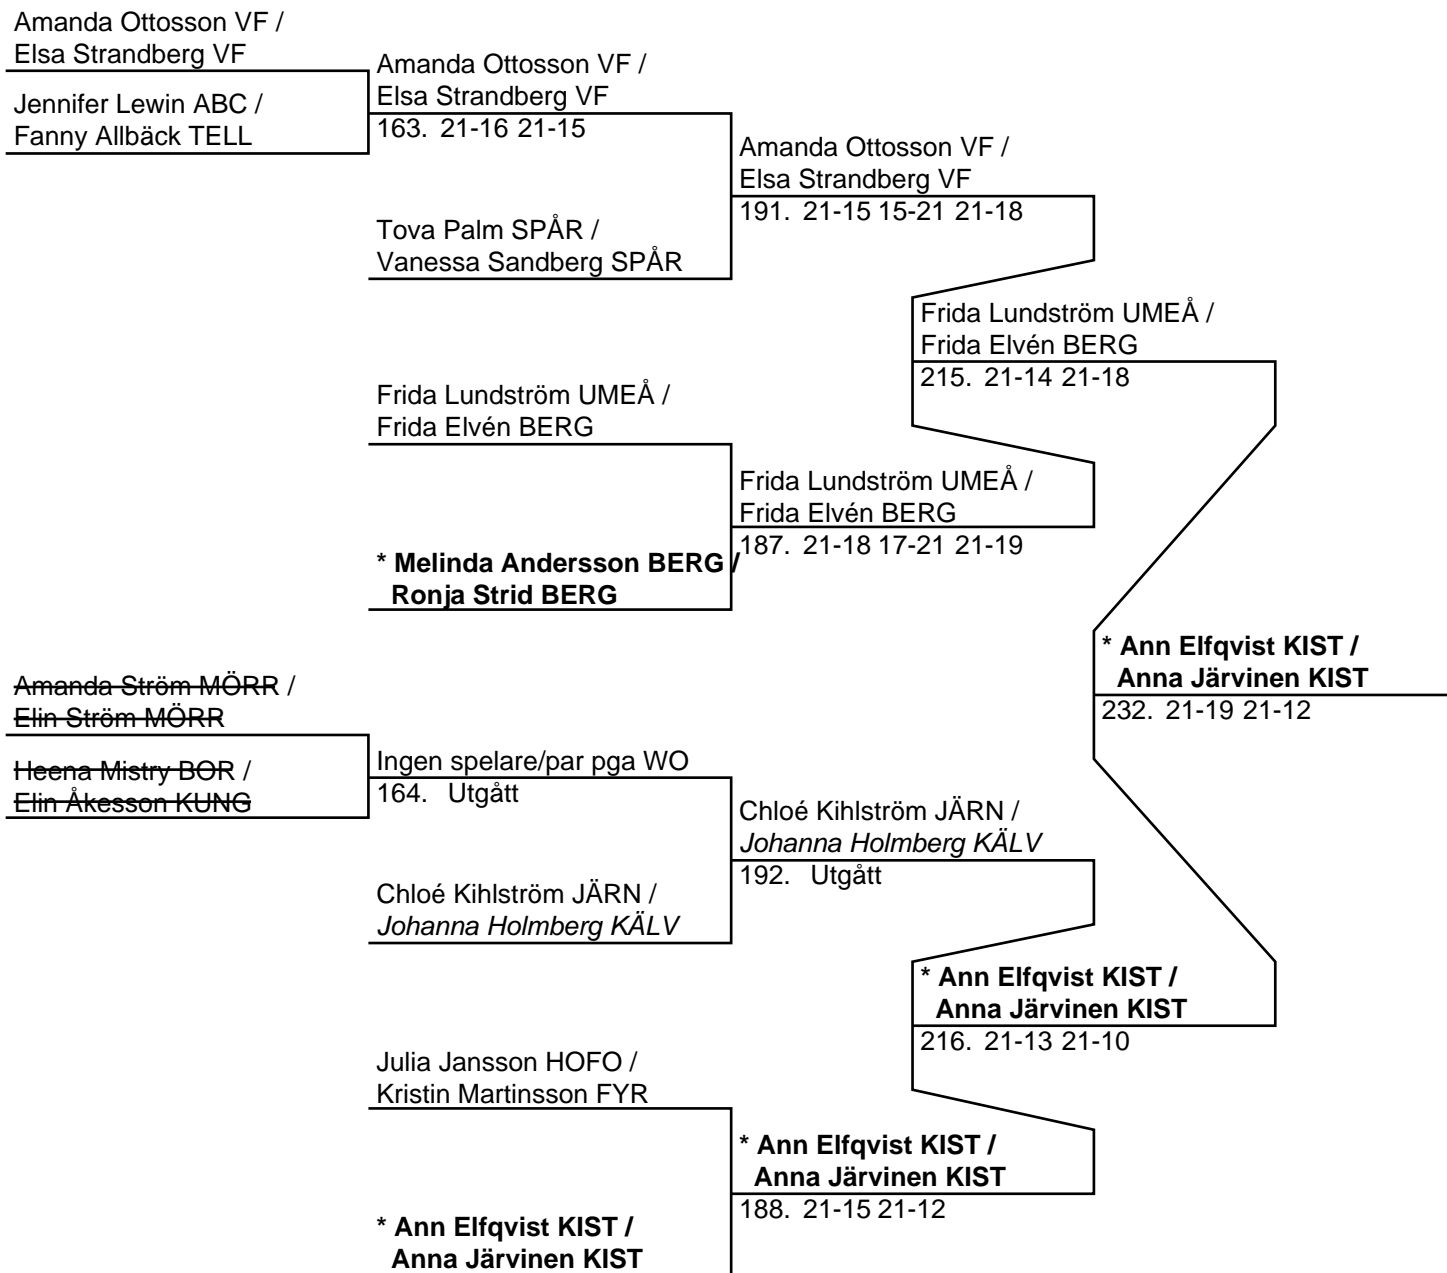 Amanda Ottosson VF /
Elsa Strandberg VF
Jennifer Lewin ABC /
Fanny Allbäck TELL
Amanda Ottosson VF /
Elsa Strandberg VF
163. 21-16 21-15
Tova Palm SPÅR /
Vanessa Sandberg SPÅR
Amanda Ottosson VF /
Elsa Strandberg VF
191. 21-15 15-21 21-18
Frida Lundström UMEÅ /
Frida Elvén BERG
* Melinda Andersson BERG /
Ronja Strid BERG
Frida Lundström UMEÅ /
Frida Elvén BERG
187. 21-18 17-21 21-19
Frida Lundström UMEÅ /
Frida Elvén BERG
215. 21-14 21-18
Amanda Ström MÖRR /
Elin Ström MÖRR
Heena Mistry BOR /
Elin Åkesson KUNG
Ingen spelare/par pga WO
164. Utgått
Chloé Kihlström JÄRN /
Johanna Holmberg KÄLV
Chloé Kihlström JÄRN /
Johanna Holmberg KÄLV
192. Utgått
Julia Jansson HOFO /
Kristin Martinsson FYR
* Ann Elfqvist KIST /
Anna Järvinen KIST
* Ann Elfqvist KIST /
Anna Järvinen KIST
188. 21-15 21-12
* Ann Elfqvist KIST /
Anna Järvinen KIST
216. 21-13 21-10
* Ann Elfqvist KIST /
Anna Järvinen KIST
232. 21-19 21-12